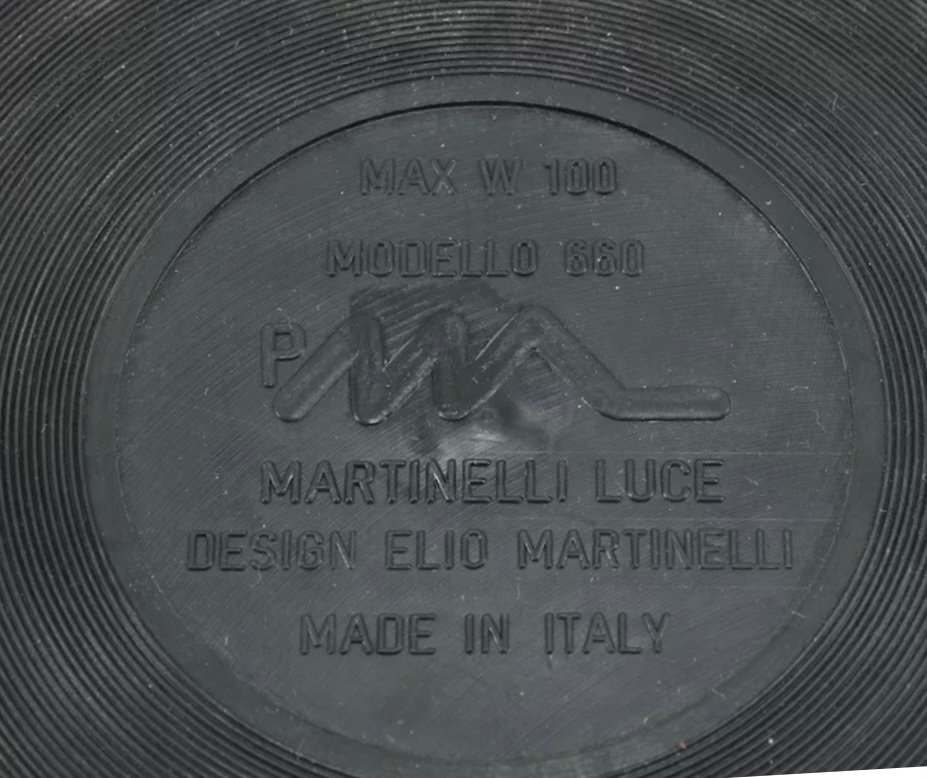 MAX W 100
MODELLO 660
P
MARTINELLI LUCE
DESIGN ELIO MARTINELLI
MADE IN ITALY